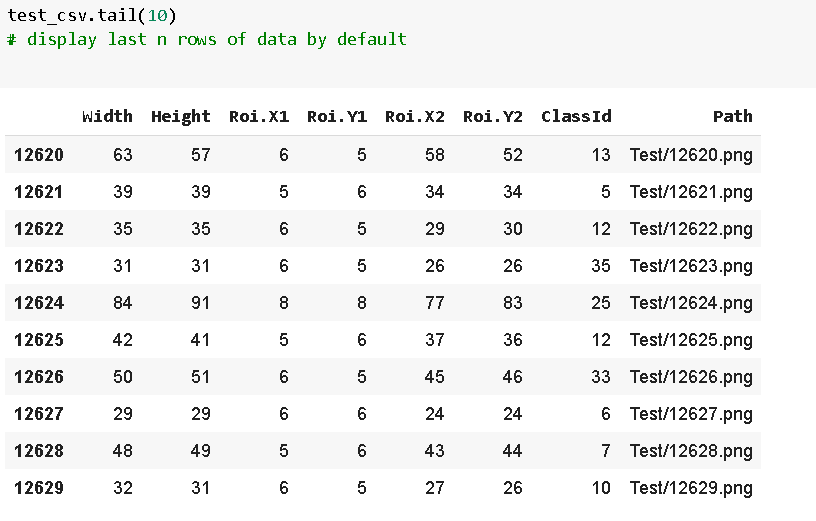 test_csv.tail(10)
# display last n rows of data by default
Width Height Roi.X1 Roi.Y1 Roi.X2 Roi.Y2 ClassId Path
12620 63 57 6 5 58 52 13 Test/12620.png
12621 39 39 5 6 34 34 5 Test/12621.png
12622 35 35 6 5 29 30 12 Test/12622.png
12623 31 31 6 5 26 26 35 Test/12623.png
12624 84 91 8 8 77 83 25 Test/12624.png
12625 42 41 5 6 37 36 12 Test/12625.png
12626 50 51 6 5 45 46 33 Test/12626.png
12627 29 29 6 6 24 24 6 Test/12627.png
12628 48 49 5 6 43 44 7 Test/12628.png
12629 32 31 6 5 27 26 10 Test/12629.png